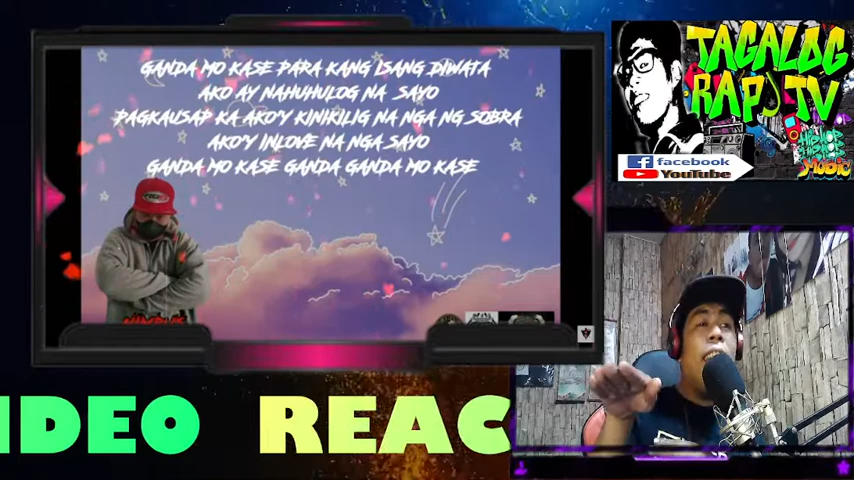 GANDA MO KASE PARA KANG ISANG DIWATA
AKO AY NAHUHULOG NA SAYO
PAGKAUSAP KA AKO'Y KINIKILIG NA NGA NG SOBRA
AKO'Y INLOVE NA NGA SAYO
GANDA MO KASE GANDA GANDA MO KASE
TAGALOG
RAP TV
HIPHOP
MUSIC
facebook
YouTube
IDEO REAC